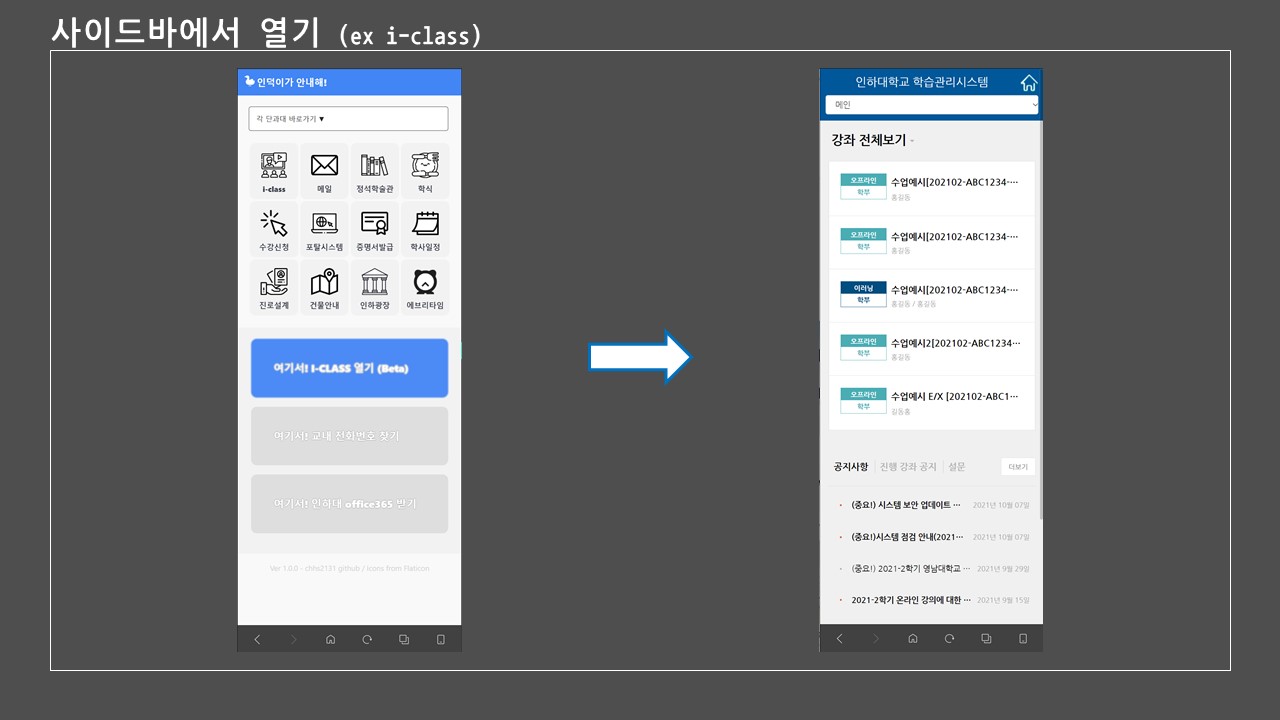 사이드바에서 열기 (ex i-class)
인덕이가 안내해!
각 단과대 바로가기 ▼
i-class 메일 정석학술관 학식
수강신청 포탈시스템 증명서발급 학사일정
진로설계 건물안내 인하광장 에브리타임
여기서! I-CLASS 열기 (Beta)
여기서! 교내 전화번호 찾기
여기서! 인하대 office365 받기
Ver 1.0.0 - chhs2131 github / icons from Flaticon
인하대학교 학습관리시스템
메인
강좌 전체보기
오프라인 수업예시[202102-ABC1234-···
학부 홍길동
오프라인 수업예시[202102-ABC1234-···
학부 홍길동
이러닝 수업예시[202102-ABC1234-···
학부 홍길동 / 홍길동
오프라인 수업예시2[202102-ABC1234···
학부 홍길동
오프라인 수업예시 E/X [202102-ABC1···
학부 김동홍
공지사항 진행 강좌 공지 설문 더보기
(중요!) 시스템 보안 업데이트 ··· 2021년 10월 07일
(중요!)시스템 점검 안내(2021··· 2021년 10월 07일
(중요!) 2021-2학기 영남대학교 ··· 2021년 9월 29일
2021-2학기 온라인 강의에 대한 ··· 2021년 9월 15일